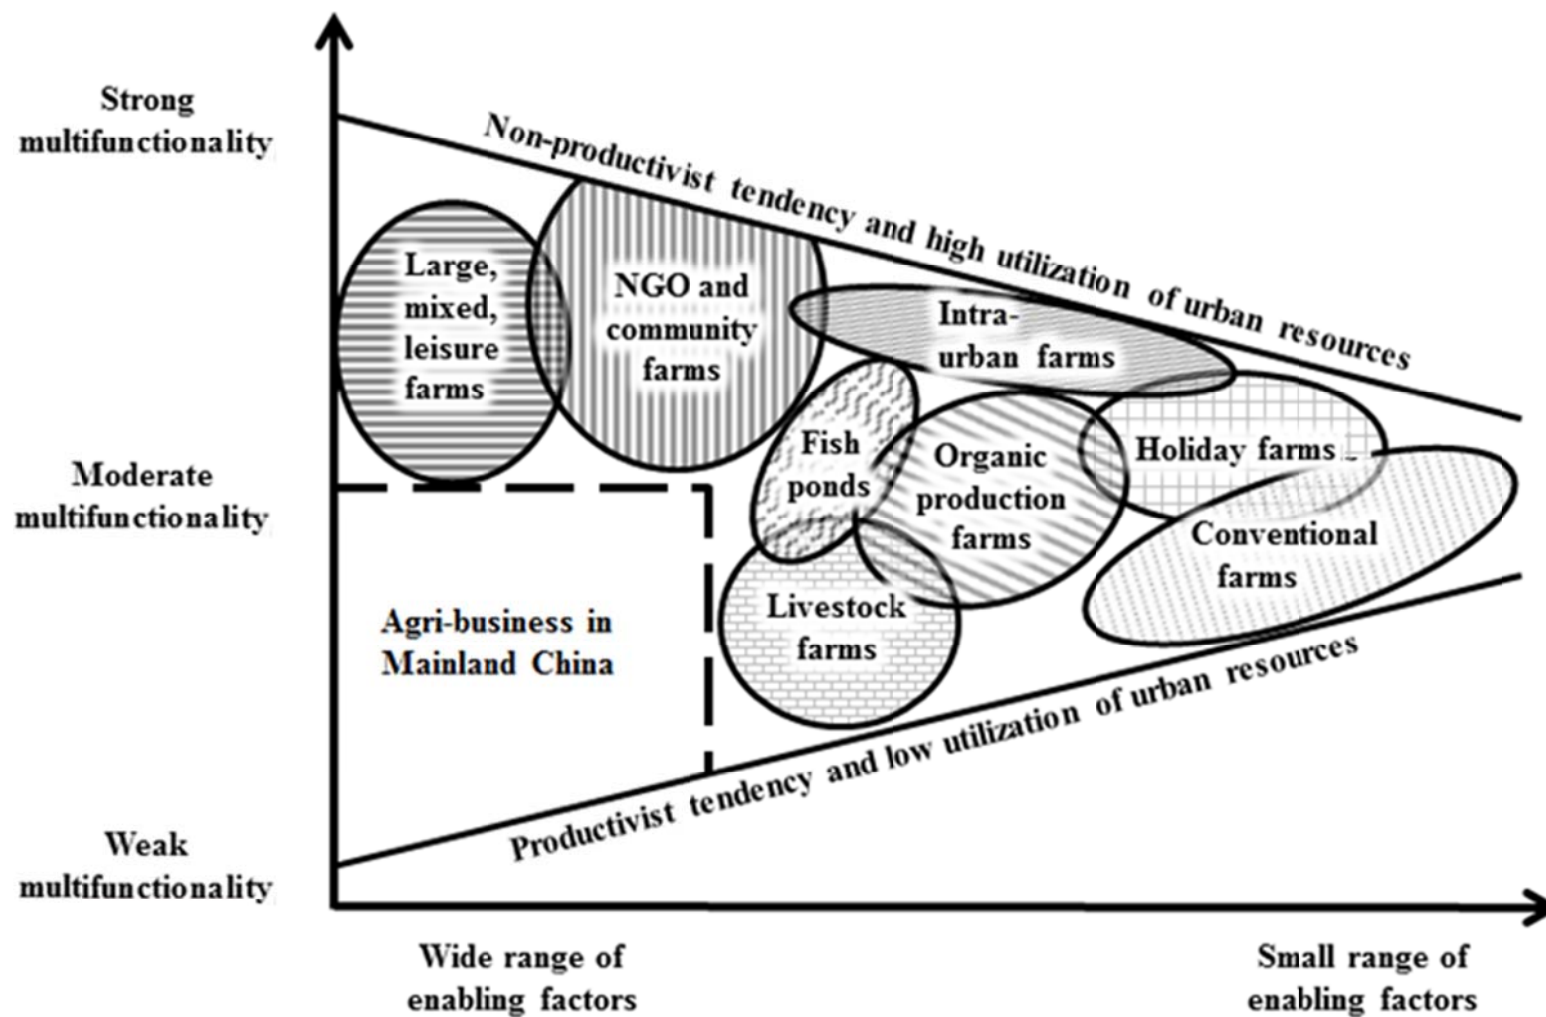 Strong
multifunctionality
Non-productivist tendency and high utilization of urban resources
Large,
mixed,
leisure
farms
NGO and
community
farms
Intra-
urban farms
Fish
ponds
Organic
production
farms
Holiday farms
Moderate
multifunctionality
Conventional
farms
Agri-business in
Mainland China
Livestock
farms
Productivist tendency and low utilization of urban resources
Weak
multifunctionality
Wide range of
enabling factors
Small range of
enabling factors